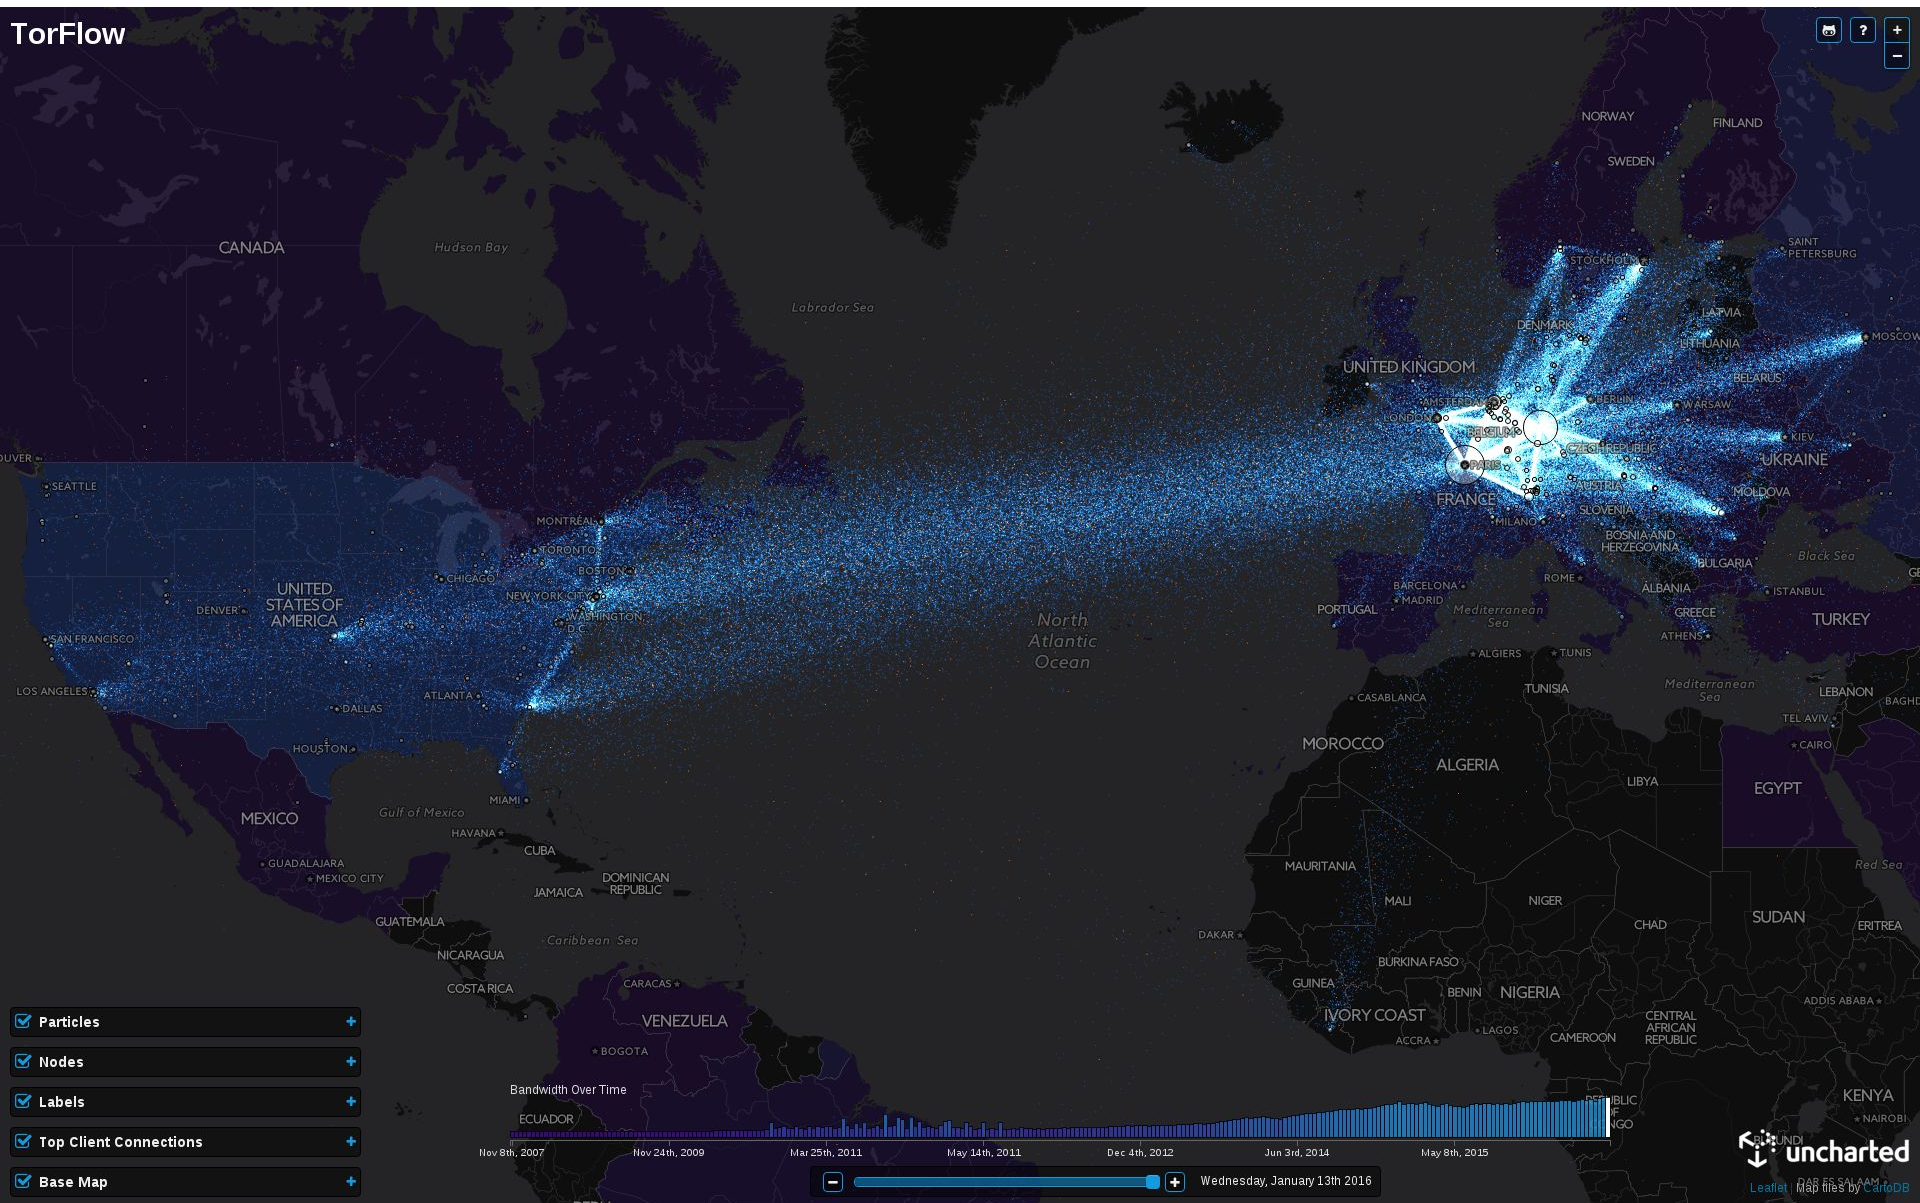 TorFlow
?
+
−
NORWAY
FINLAND
SWEDEN
CANADA
Hudson Bay
SAINT
PETERSBURG
STOCKHOLM
Labrador Sea
LATVIA
DENMARK
LITHUANIA
MOSCOW
UNITED KINGDOM
BELARUS
AMSTERDAM
BERLIN
WARSAW
LONDON
BELGIUM
KIEV
CZECH REPUBLIC
UKRAINE
PARIS
SEATTLE
AUSTRIA
MOLDOVA
FRANCE
SLOVENIA
MONTRÉAL
MILANO
BOSNIA AND
HERZEGOVINA
TORONTO
Black Sea
BULGARIA
BOSTON
CHICAGO
ROME
BARCELONA
ALBANIA
ISTANBUL
UNITED
STATES OF
AMERICA
NEW YORK CITY
MADRID
DENVER
PORTUGAL
Mediterranean
Sea
GREECE
WASHINGTON,
D.C.
TURKEY
North
Atlantic
Ocean
ATHENS
SAN FRANCISCO
ALGIERS
TUNIS
LOS ANGELES
ATLANTA
CASABLANCA
TUNISIA
Mediterranean
Sea
LEBANON
DALLAS
BAGHD
TEL AVIV
HOUSTON
MOROCCO
CAIRO
ALGERIA
LIBYA
EGYPT
MIAMI
Gulf of Mexico
MEXICO
HAVANA
CUBA
GUADALAJARA
MAURITANIA
Red Sea
MEXICO CITY
DOMINICAN
REPUBLIC
JAMAICA
MALI
NIGER
GUATEMALA
SUDAN
CHAD
ERITREA
DAKAR
Caribbean Sea
NICARAGUA
BURKINA FASO
COSTA RICA
CARACAS
GUINEA
BENIN
NIGERIA
ADDIS ABABA
VENEZUELA
IVORY COAST
CENTRAL
AFRICAN
REPUBLIC
LAGOS
ACCRA
CAMEROON
BOGOTA
Particles
Nodes
Labels
Top Client Connections
Base Map
Bandwidth Over Time
ECUADOR
KENYA
NAIROBI
Nov 8th, 2007
Nov 24th, 2009
Mar 25th, 2011
May 14th, 2011
Dec 4th, 2012
Jun 3rd, 2014
May 8th, 2015
Wednesday, January 13th 2016
uncharted
DAR ES SALAAM
Leaflet | Map tiles by CartoDB